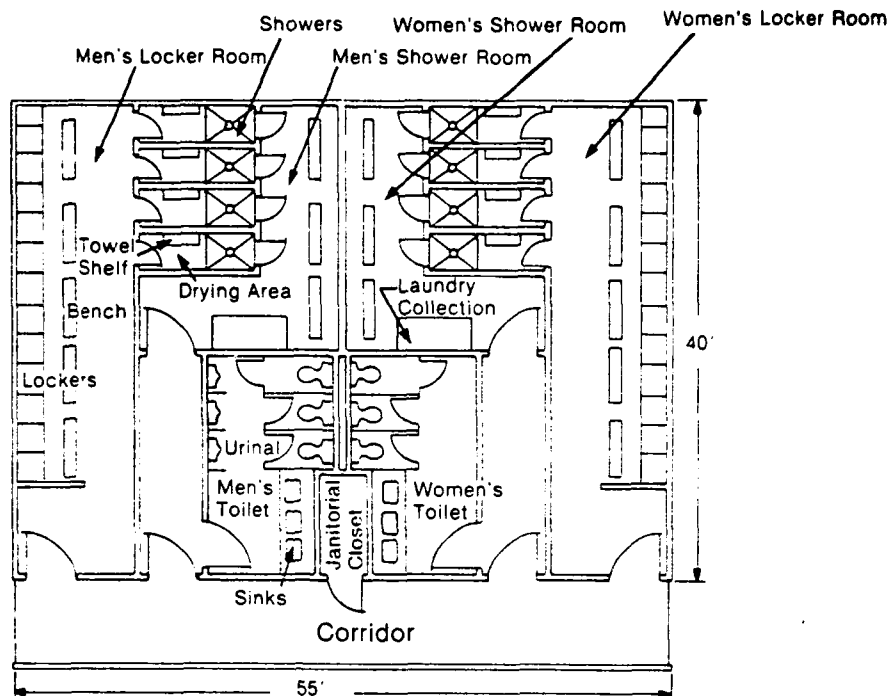 Showers
Women's Shower Room
Women's Locker Room
Men's Locker Room
Men's Shower Room
Towel
Shelf
Drying Area
Laundry
Collection
Bench
40'
Lockers
Urinal
Men's
Toilet
Janitorial
Closet
Women's
Toilet
Sinks
Corridor
55'